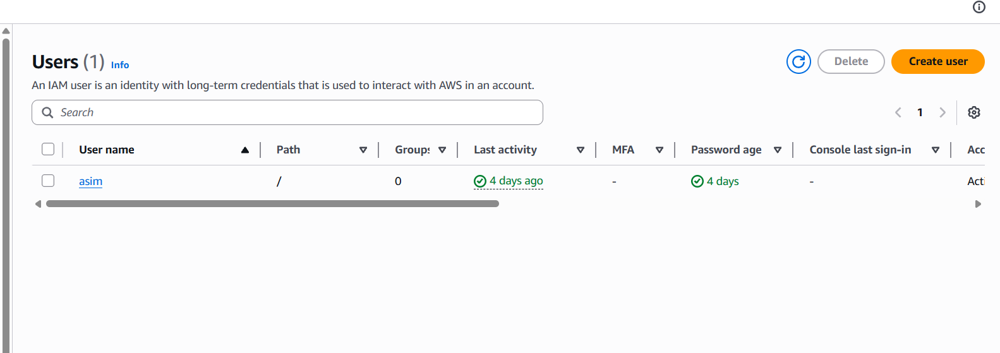 Users (1) Info
Delete
Create user
An IAM user is an identity with long-term credentials that is used to interact with AWS in an account.
Search
1
User name Path Groups Last activity MFA Password age Console last sign-in Acc
asim / 0 4 days ago - 4 days - Acti